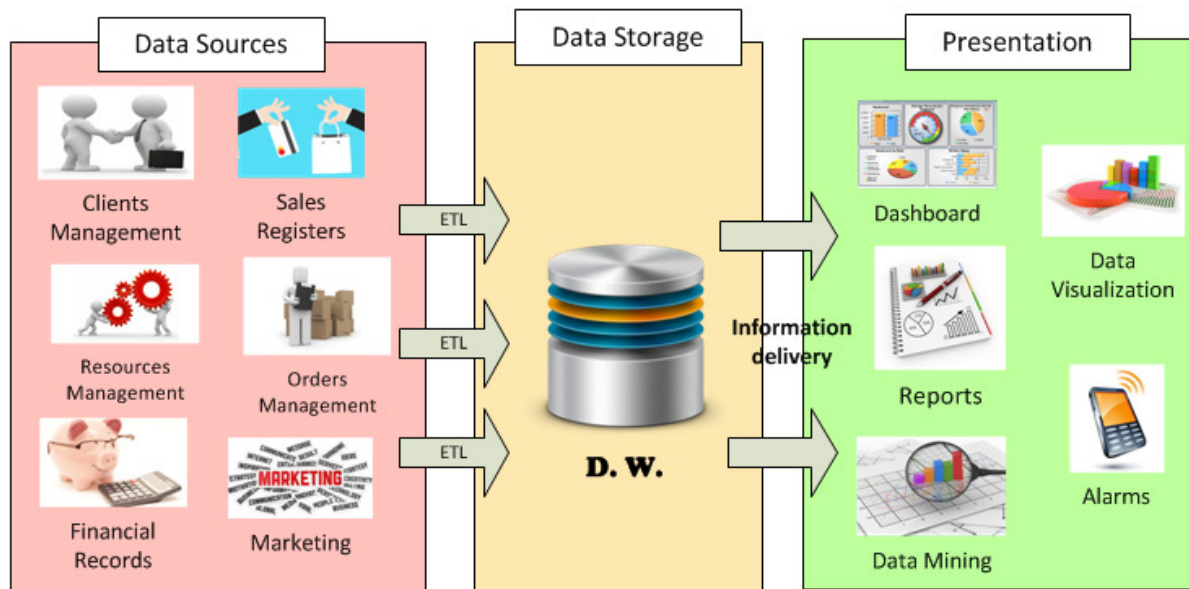 Data Sources
Data Storage
Presentation
Clients
Management
Sales
Registers
Resources
Management
Orders
Management
Financial
Records
MARKETING
Marketing
ETL
ETL
ETL
D. W.
Information
delivery
Dashboard
Data
Visualization
Reports
Alarms
Data Mining